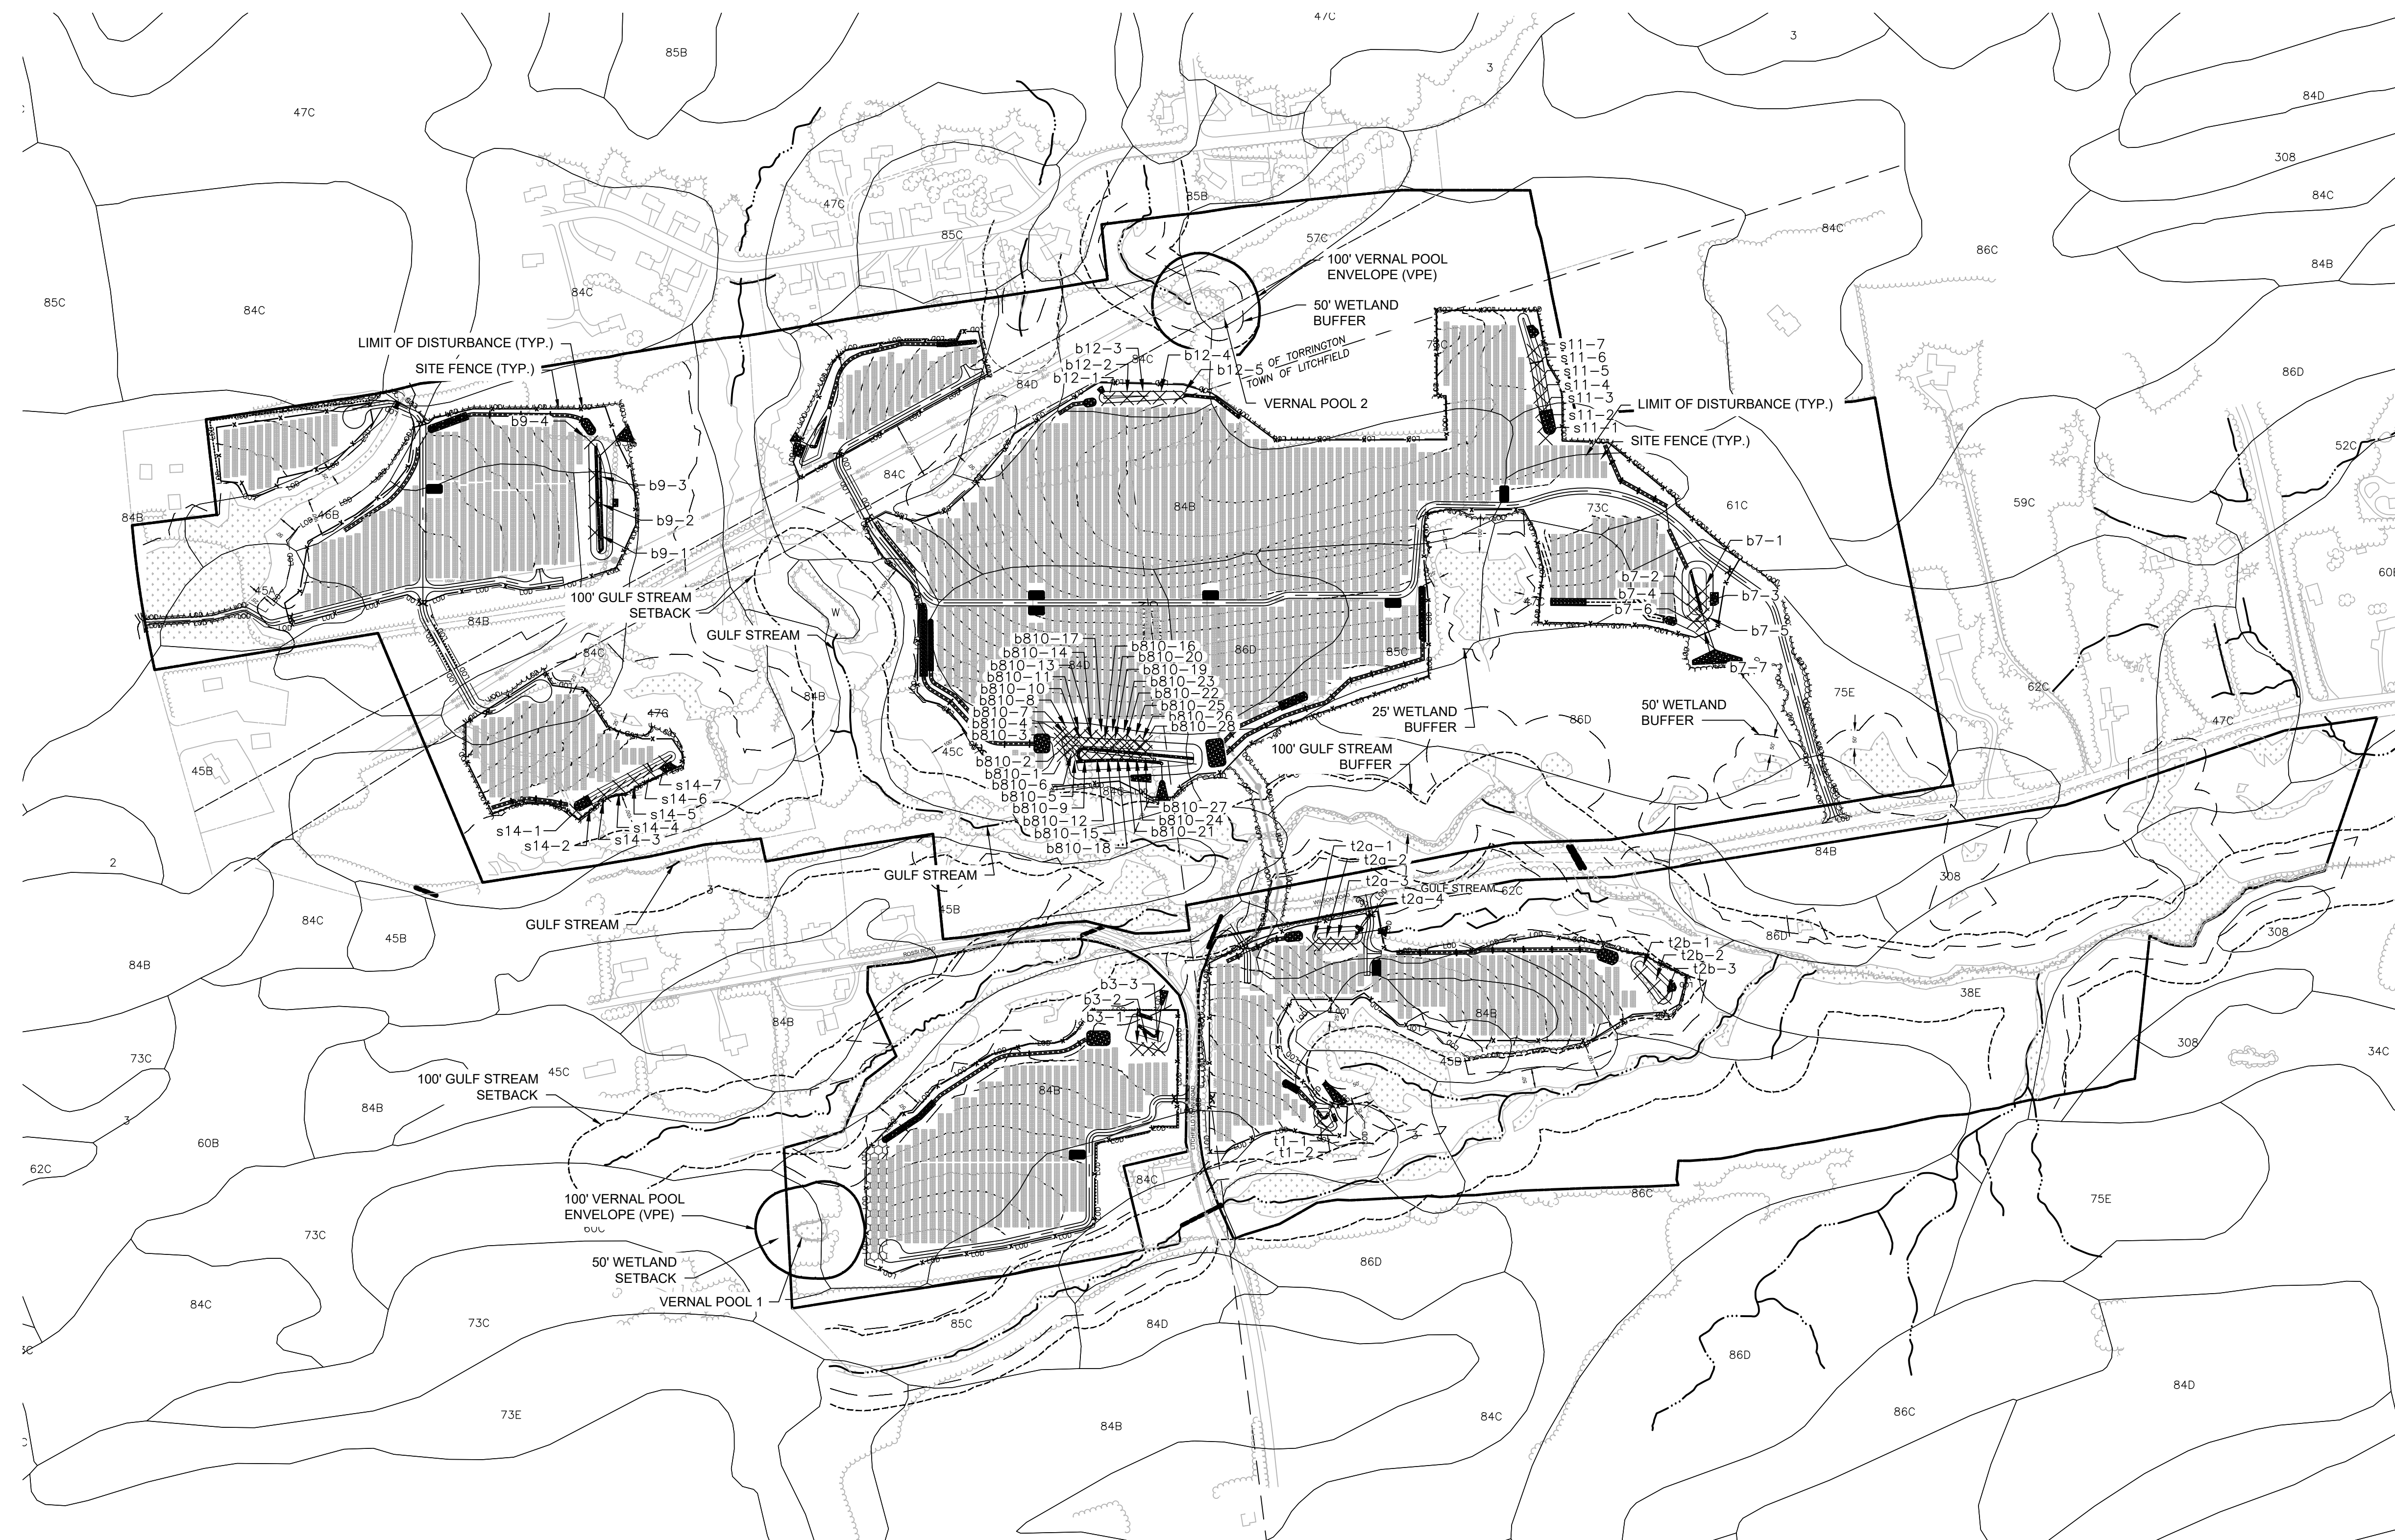 47C
85B
3
3
47C
84D
308
84C
85B
47C
84C
85C
57C
86C
84C
84B
85C
84C
100' VERNAL POOL
ENVELOPE (VPE)
50' WETLAND
BUFFER
LIMIT OF DISTURBANCE (TYP.)
SITE FENCE (TYP.)
OF TORRINGTON
TOWN OF LITCHFIELD
b12-3
84C
b12-4
b12-2
b12-5
b12-1
84D
VERNAL POOL 2
s11-7
s11-6
s11-5
s11-4
s11-3
s11-2
s11-1
86D
LIMIT OF DISTURBANCE (TYP.)
SITE FENCE (TYP.)
52C
b9-4
b9-3
b9-2
b9-1
84C
84B
84B
46B
45A
73C
61C
59C
b7-1
b7-2
b7-4
b7-3
b7-6
b7-5
b7-7
100' GULF STREAM
SETBACK
GULF STREAM
W
84B
84C
84B
b810-17
b810-14
b810-13
b810-11
b810-10
b810-8
b810-7
b810-4
b810-3
b810-2
b810-1
b810-6
b810-5
b810-9
b810-12
b810-15
b810-18
b810-16
b810-20
b810-19
b810-23
b810-22
b810-25
b810-26
b810-28
b810-27
b810-24
b810-21
84D
86D
85C
25' WETLAND
BUFFER
100' GULF STREAM
BUFFER
86D
50' WETLAND
BUFFER
75E
62C
47C
45B
45C
s14-7
s14-6
s14-5
s14-4
s14-3
s14-1
s14-2
2
3
GULF STREAM
GULF STREAM
84C
45B
45B
84B
t2a-1
t2a-2
t2a-3
t2a-4
GULF STREAM
62C
84B
308
86D
308
t2b-1
t2b-2
t2b-3
38E
ROSSI ROAD
b3-3
b3-2
b3-1
84B
84B
84B
45B
308
34C
73C
84B
3
60B
62C
45C
100' GULF STREAM
SETBACK
t1-1
t1-2
3
84C
86C
75E
100' VERNAL POOL
ENVELOPE (VPE)
60C
50' WETLAND
SETBACK
VERNAL POOL 1
73C
84C
73C
85C
84D
86D
86D
84D
86C
73E
84B
84C